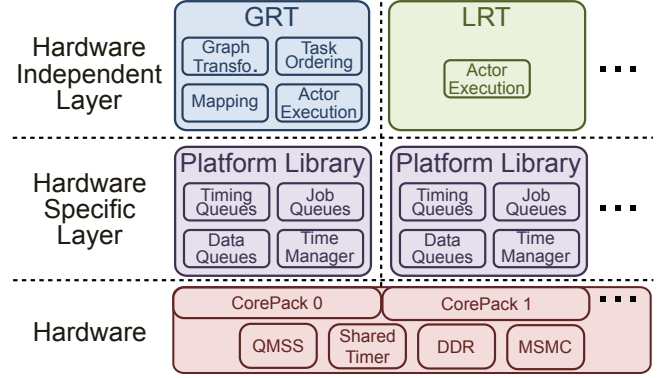 GRT
LRT
Hardware
Independent
Layer
Graph
Transfo.
Task
Ordering
Mapping
Actor
Execution
Actor
Execution
Hardware
Specific
Layer
Platform Library
Timing
Queues
Job
Queues
Data
Queues
Time
Manager
Platform Library
Timing
Queues
Job
Queues
Data
Queues
Time
Manager
Hardware
CorePack 0
CorePack 1
QMSS
Shared
Timer
DDR
MSMC